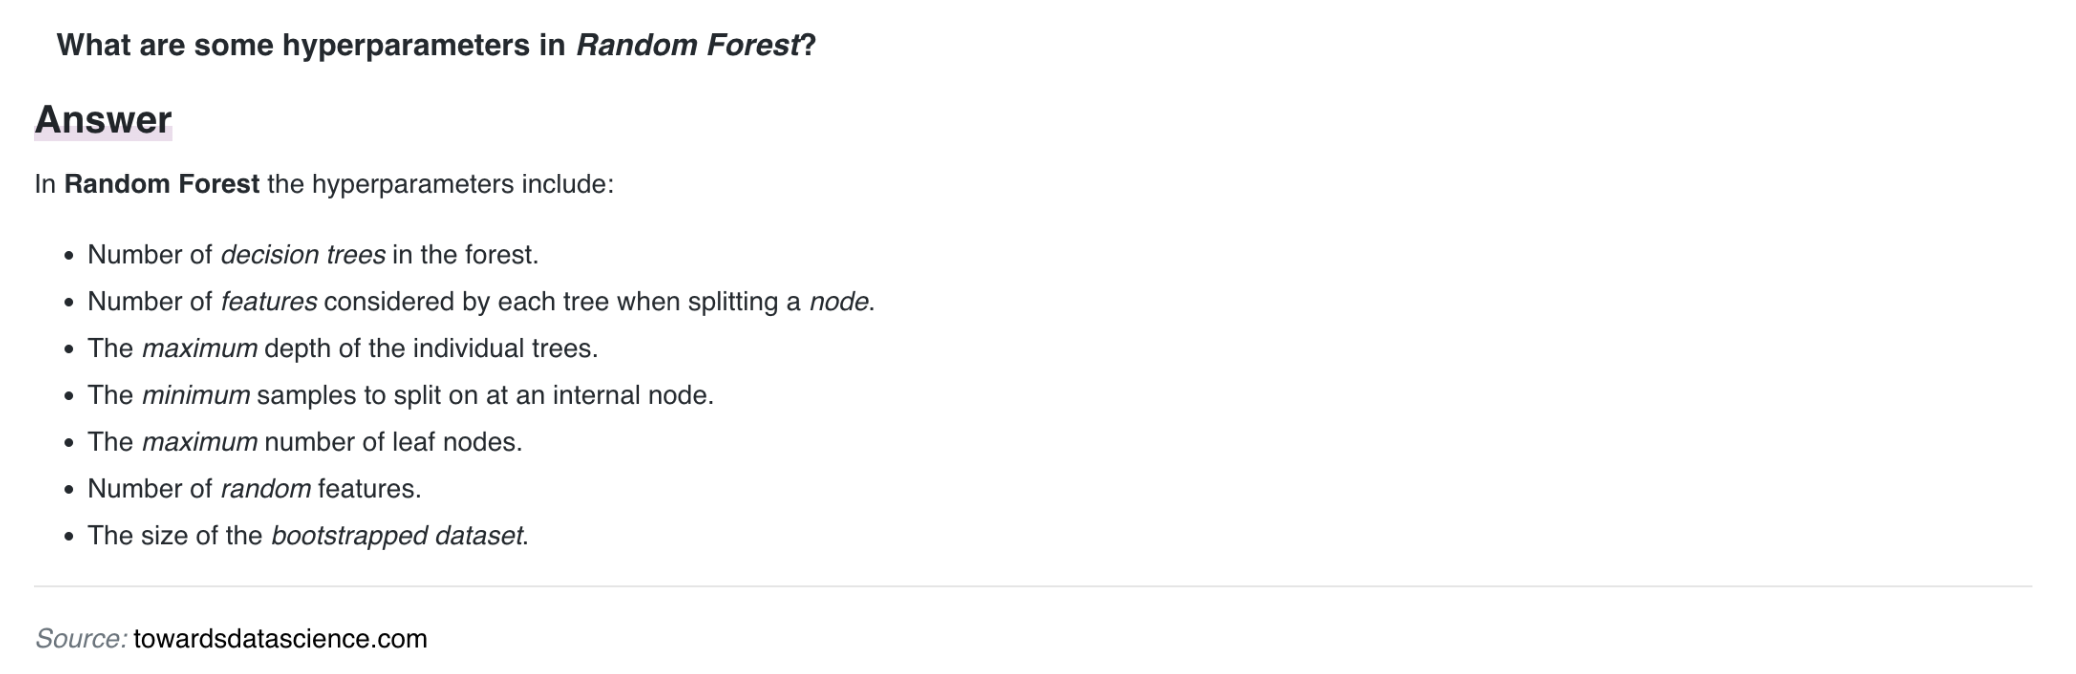 What are some hyperparameters in Random Forest?
Answer
In Random Forest the hyperparameters include:
• Number of decision trees in the forest.
• Number of features considered by each tree when splitting a node.
• The maximum depth of the individual trees.
• The minimum samples to split on at an internal node.
• The maximum number of leaf nodes.
• Number of random features.
• The size of the bootstrapped dataset.
Source: towardsdatascience.com